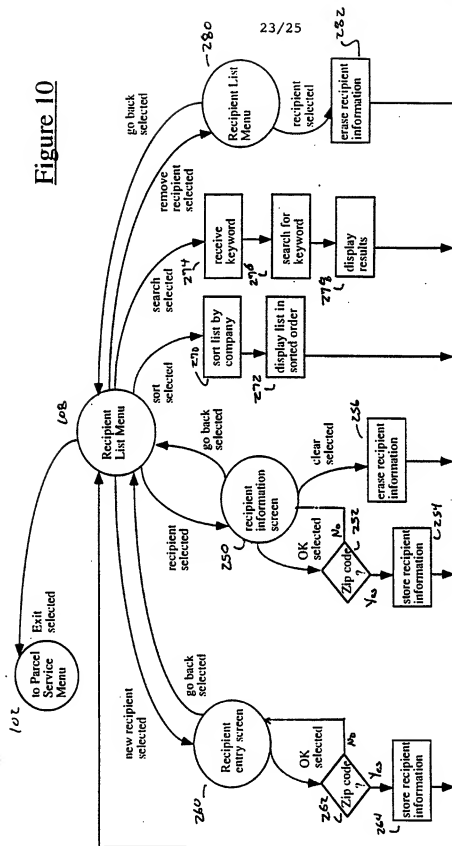 23/25
Figure 10
102
to Parcel
Service
Menu
Exit
selected
108
Recipient
List Menu
go back
selected
remove
recipient
selected
280
Recipient List
Menu
recipient
selected
282
erase recipient
information
search
selected
274
receive
keyword
276
search for
keyword
278
display
results
sort
selected
270
sort list by
company
272
display list in
sorted order
go back
selected
recipient
selected
250
recipient
information
screen
clear
selected
256
erase recipient
information
OK
selected
No
252
Zip code
?
Yes
254
store recipient
information
go back
selected
new recipient
selected
260
Recipient
entry screen
OK
selected
No
262
Zip code
?
Yes
264
store recipient
information